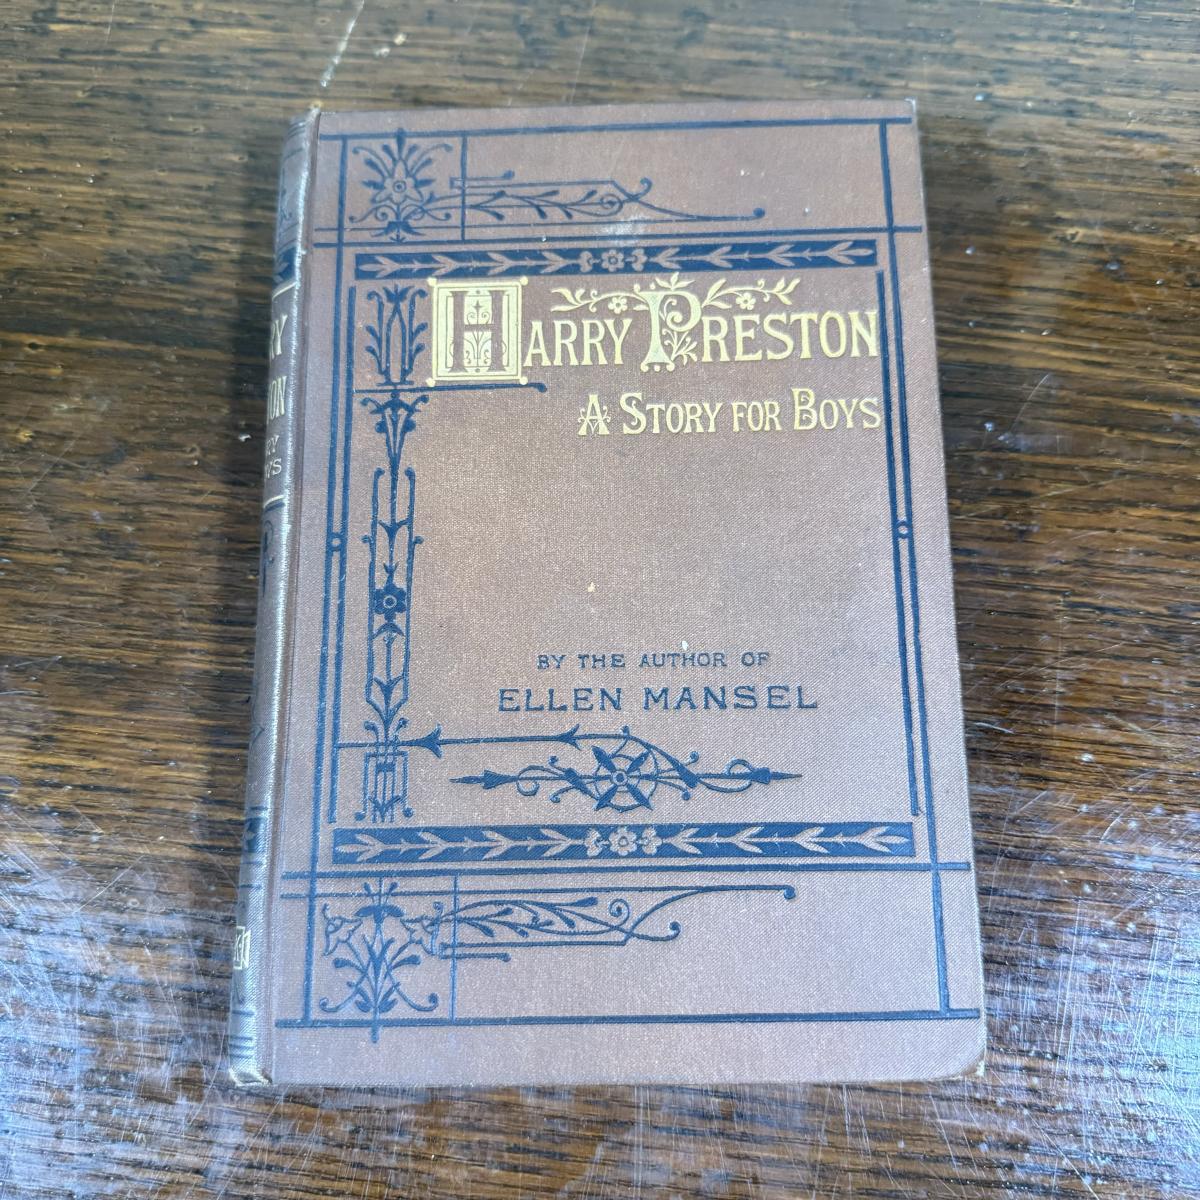 HARRY PRESTON
A STORY FOR BOYS
BY THE AUTHOR OF
ELLEN MANSEL